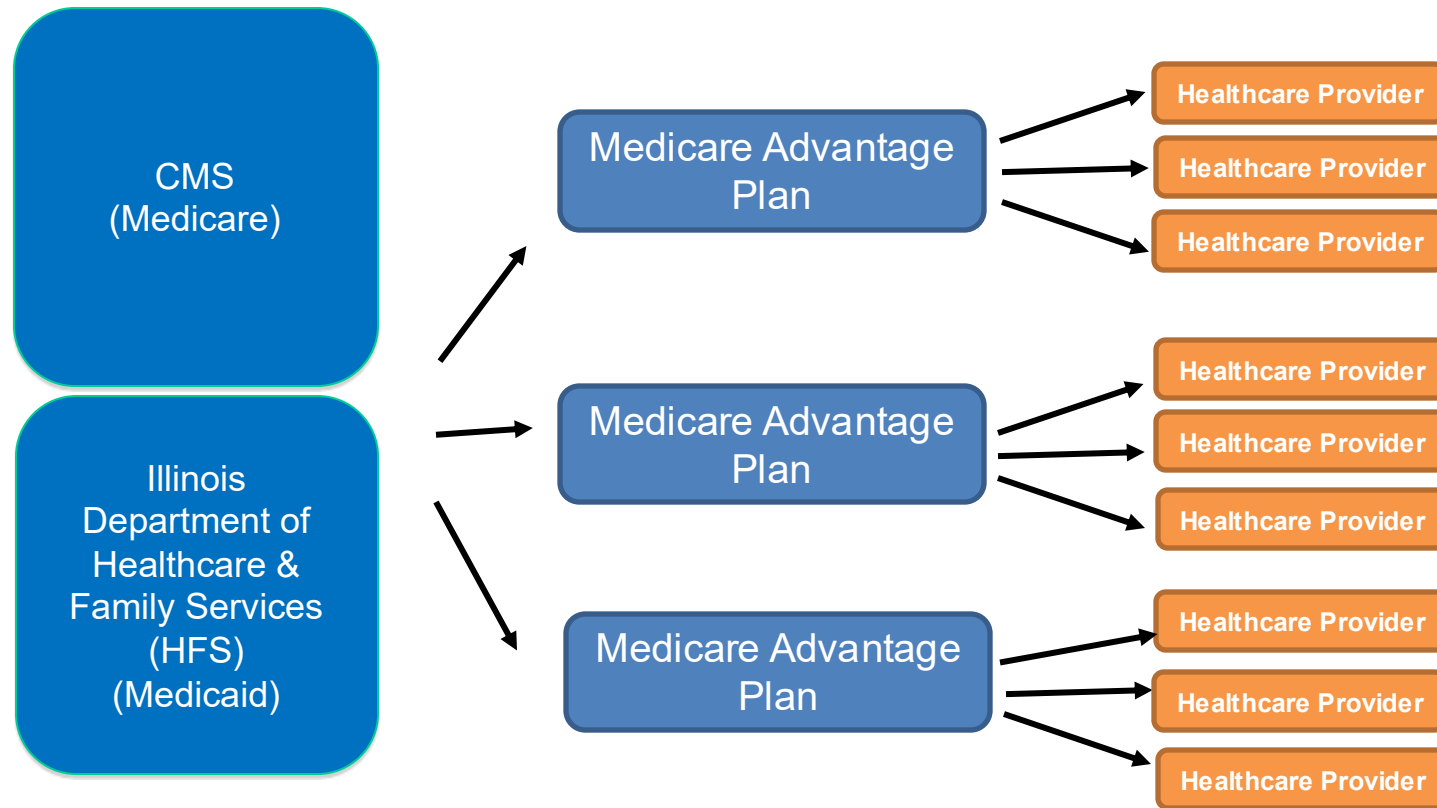 CMS
(Medicare)
Illinois
Department of
Healthcare &
Family Services
(HFS)
(Medicaid)
Medicare Advantage
Plan
Healthcare Provider
Healthcare Provider
Healthcare Provider
Medicare Advantage
Plan
Healthcare Provider
Healthcare Provider
Healthcare Provider
Medicare Advantage
Plan
Healthcare Provider
Healthcare Provider
Healthcare Provider